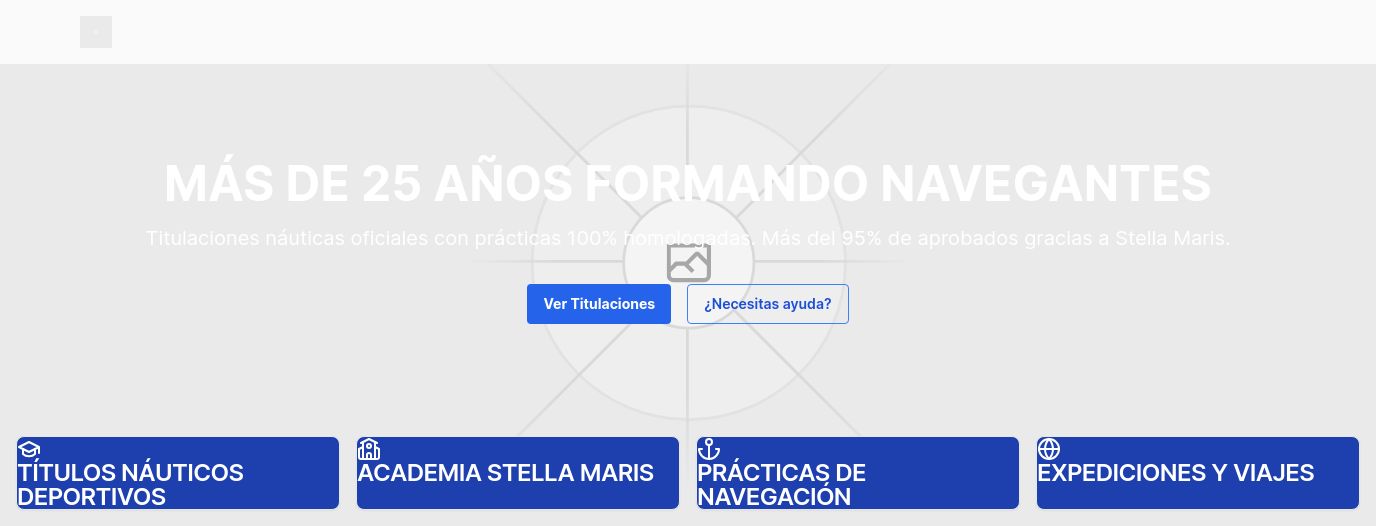 MÁS DE 25 AÑOS FORMANDO NAVEGANTES
Titulaciones náuticas oficiales con prácticas 100% homologadas. Más del 95% de aprobados gracias a Stella Maris.
Ver Titulaciones
¿Necesitas ayuda?
TÍTULOS NÁUTICOS
DEPORTIVOS
ACADEMIA STELLA MARIS
PRÁCTICAS DE
NAVEGACIÓN
EXPEDICIONES Y VIAJES